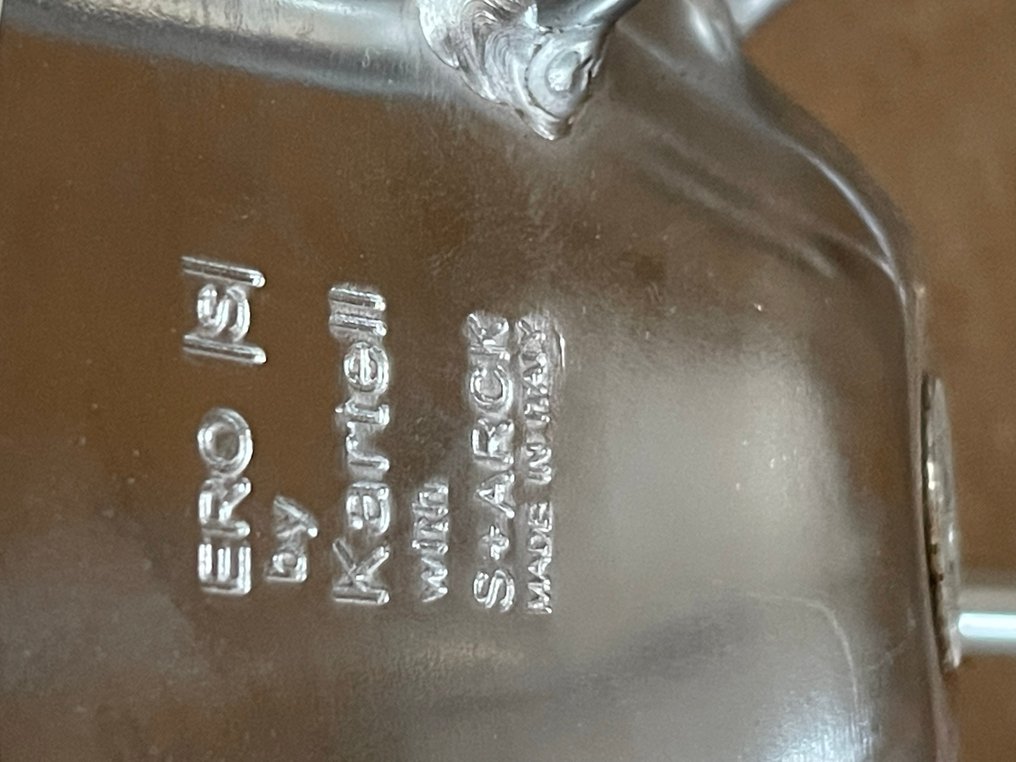 ERO |S|
by
Kartell
with
S+ARCK
MADE IN ITALY